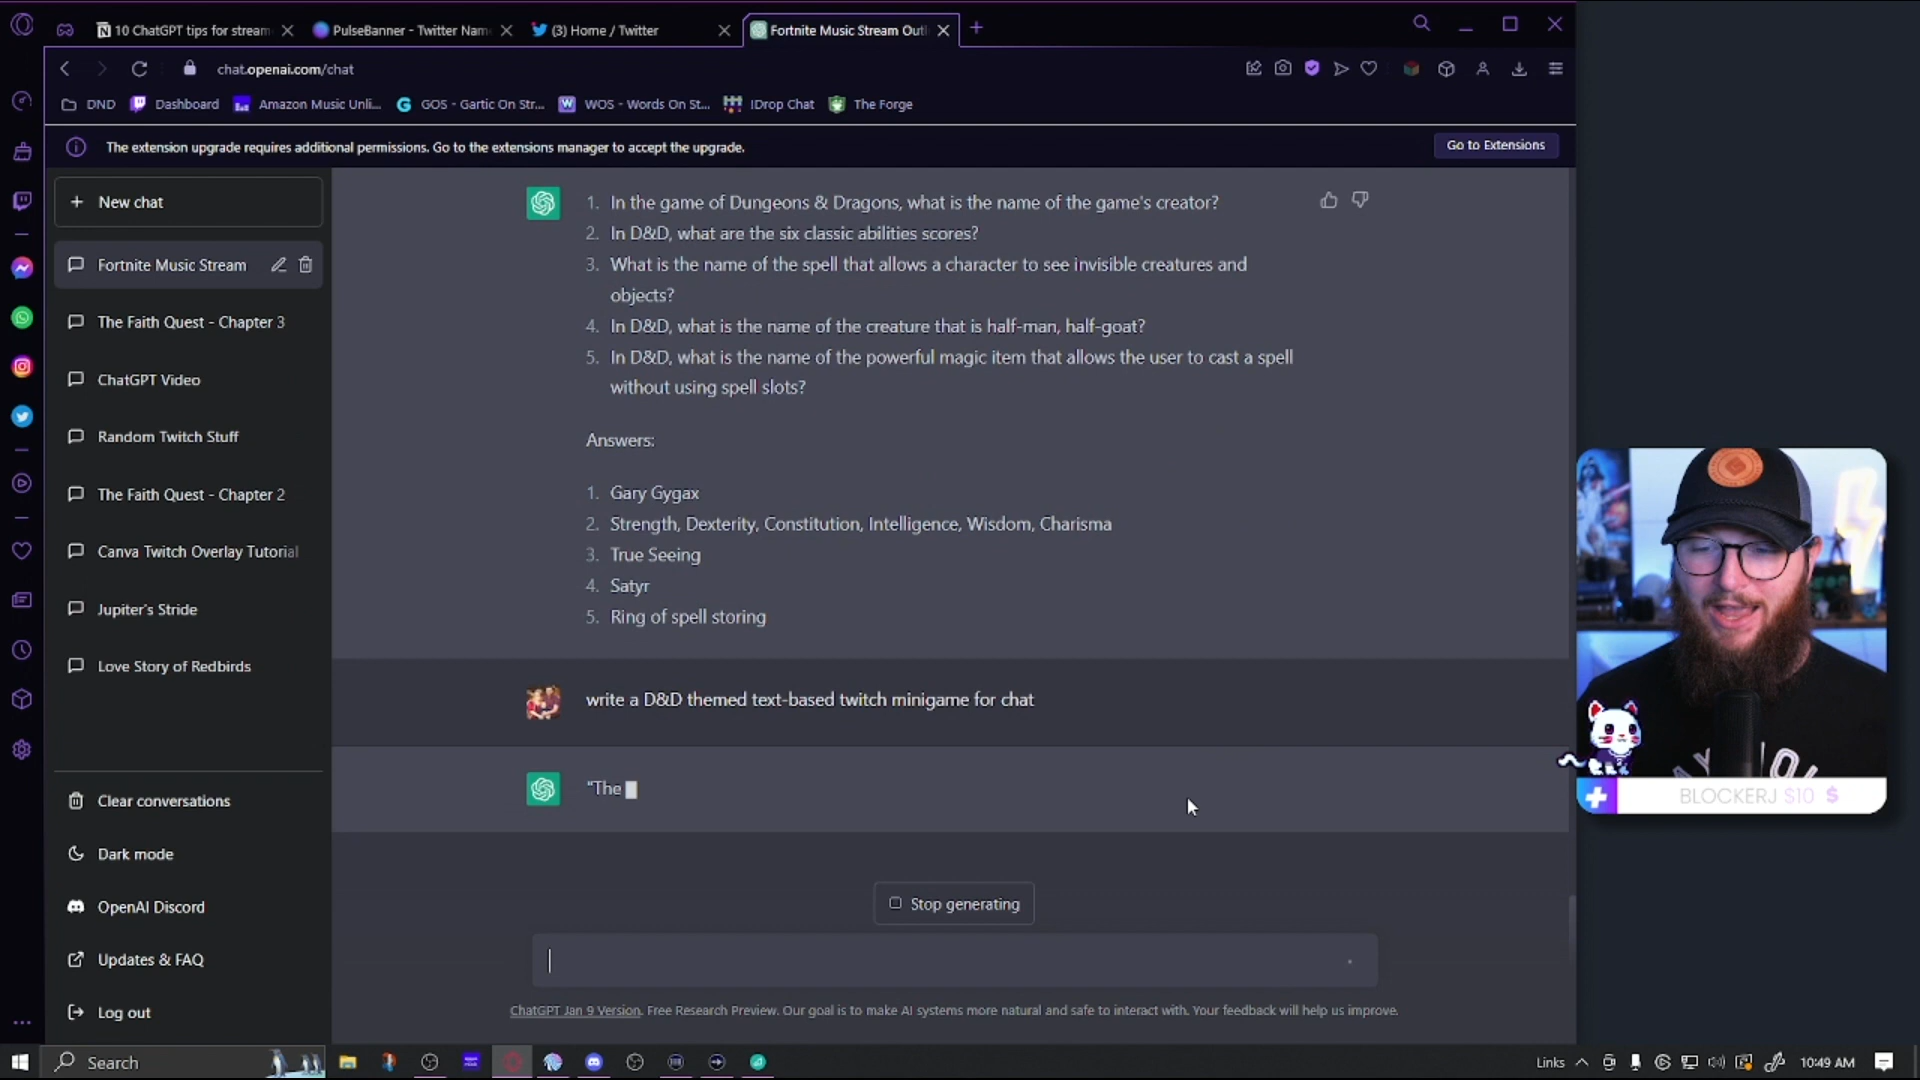 10 ChatGPT tips for stream
PulseBanner - Twitter Nam
(3) Home / Twitter
Fortnite Music Stream Outl
chat.openai.com/chat
DND
Dashboard
Amazon Music Unli...
GOS - Gartic On Str...
WOS - Words On St...
IDrop Chat
The Forge
The extension upgrade requires additional permissions. Go to the extensions manager to accept the upgrade.
Go to Extensions
New chat
Fortnite Music Stream
The Faith Quest - Chapter 3
ChatGPT Video
Random Twitch Stuff
The Faith Quest - Chapter 2
Canva Twitch Overlay Tutorial
Jupiter's Stride
Love Story of Redbirds
Clear conversations
Dark mode
OpenAI Discord
Updates & FAQ
Log out
1. In the game of Dungeons & Dragons, what is the name of the game's creator?
2. In D&D, what are the six classic abilities scores?
3. What is the name of the spell that allows a character to see invisible creatures and
objects?
4. In D&D, what is the name of the creature that is half-man, half-goat?
5. In D&D, what is the name of the powerful magic item that allows the user to cast a spell
without using spell slots?
Answers:
1. Gary Gygax
2. Strength, Dexterity, Constitution, Intelligence, Wisdom, Charisma
3. True Seeing
4. Satyr
5. Ring of spell storing
write a D&D themed text-based twitch minigame for chat
"The
Stop generating
ChatGPT Jan 9 Version. Free Research Preview. Our goal is to make AI systems more natural and safe to interact with. Your feedback will help us improve.
BLOCKERJ $10 $
Search
Links
10:49 AM